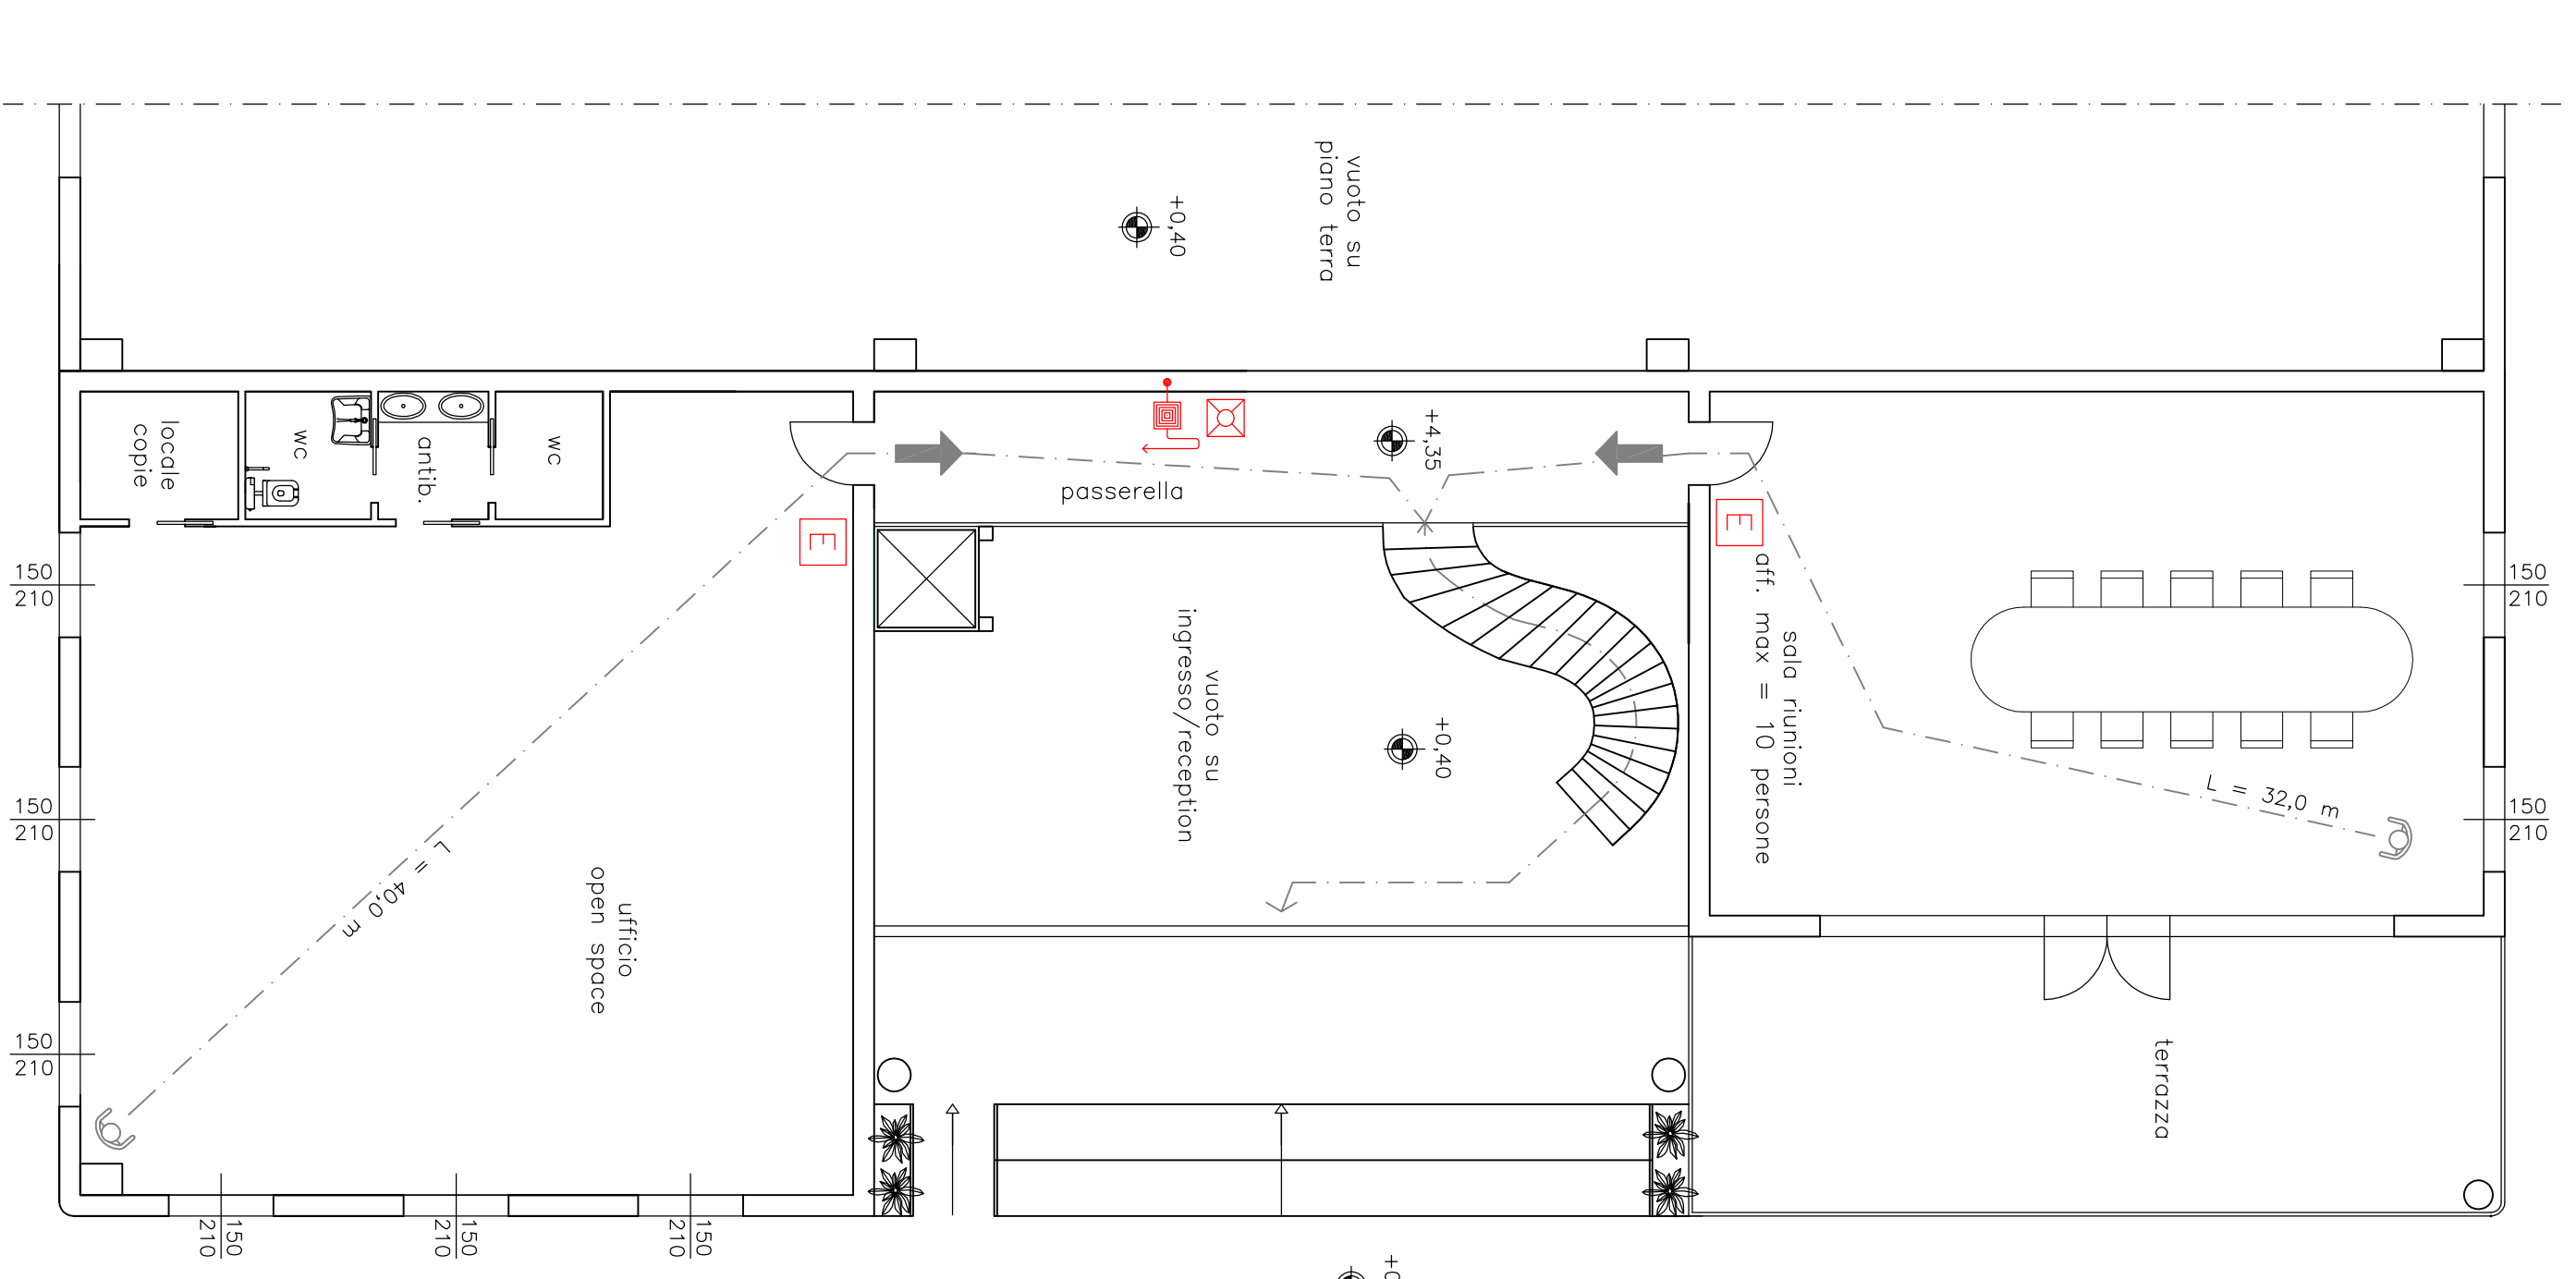 vuoto su
piano terra
+0,40
locale
copie
wc
antib.
wc
+4,35
passerella
E
E
sala riunioni
aff. max = 10 persone
150
210
150
210
150
210
150
210
150
210
vuoto su
ingresso/reception
+0,40
L = 32,0 m
L = 40,0 m
ufficio
open space
terrazza
150
210
150
210
150
210